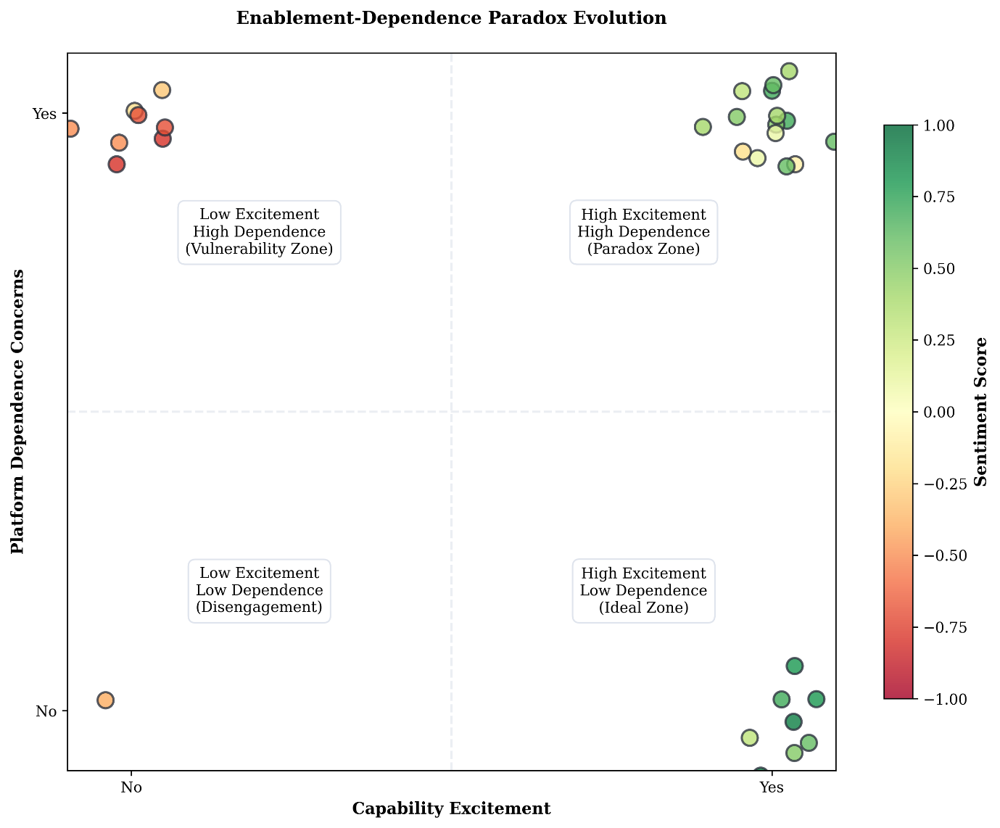 Enablement-Dependence Paradox Evolution
Yes
Low Excitement
High Dependence
(Vulnerability Zone)
High Excitement
High Dependence
(Paradox Zone)
Platform Dependence Concerns
Low Excitement
Low Dependence
(Disengagement)
High Excitement
Low Dependence
(Ideal Zone)
No
No
Yes
Capability Excitement
1.00
0.75
0.50
0.25
0.00
−0.25
−0.50
−0.75
−1.00
Sentiment Score